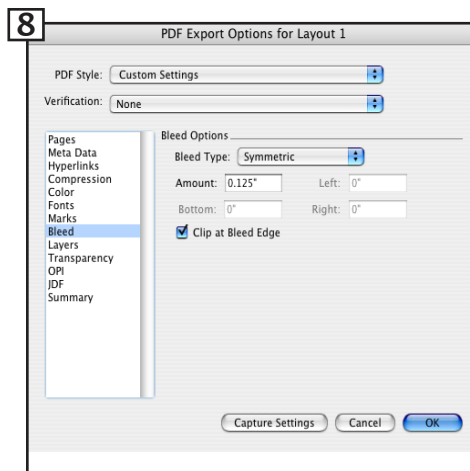 8
PDF Export Options for Layout 1
PDF Style: Custom Settings
Verification: None
Pages
Meta Data
Hyperlinks
Compression
Color
Fonts
Marks
Bleed
Layers
Transparency
OPI
JDF
Summary
Bleed Options
Bleed Type: Symmetric
Amount: 0.125" Left: 0"
Bottom: 0" Right: 0"
Clip at Bleed Edge
Capture Settings Cancel OK